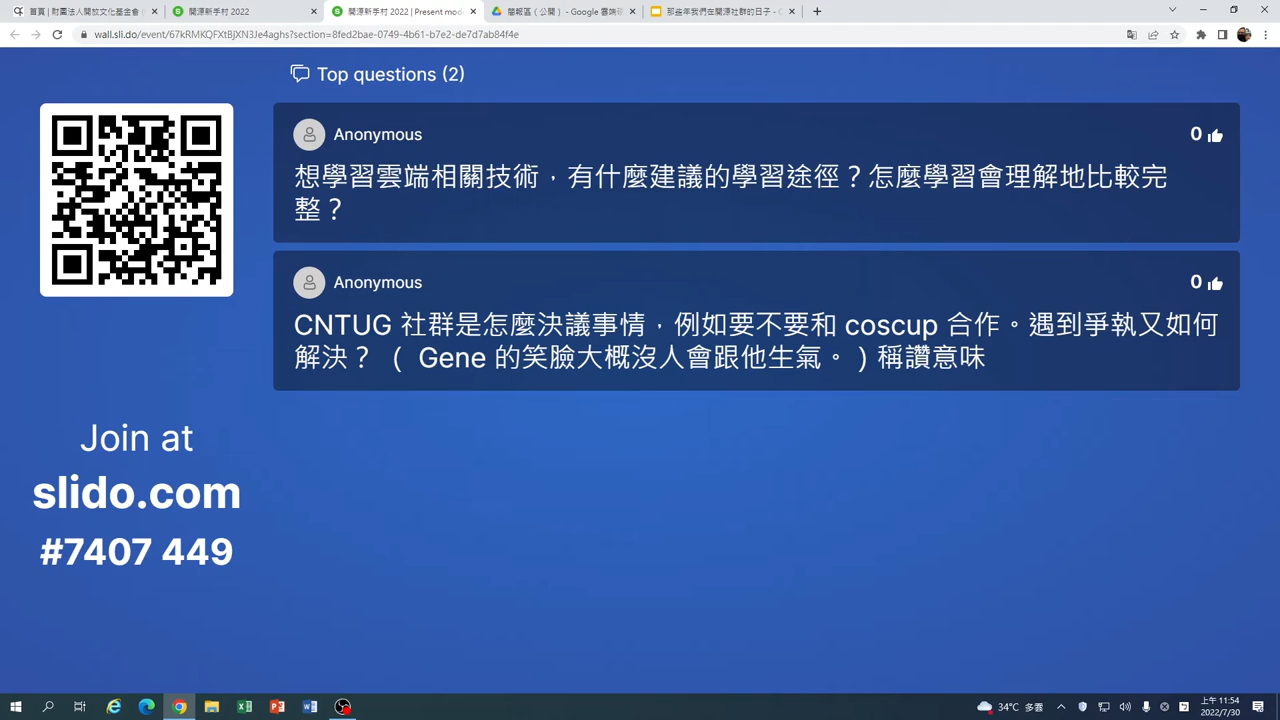 首頁 | 財團法人開放文化基金會 (
開源新手村 2022
開源新手村 2022 | Present mode
簡報區（公開） - Google 雲端硬
那些年我們在開源社群的日子 - G
wall.sli.do/event/67kRMKQFXtBjXN3Je4aghs?section=8fed2bae-0749-4b61-b7e2-de7d7ab84f4e
Top questions (2)
Anonymous
0
想學習雲端相關技術，有什麼建議的學習途徑？怎麼學習會理解地比較完
整？
Anonymous
0
CNTUG 社群是怎麼決議事情，例如要不要和 coscup 合作。遇到爭執又如何
解決？ （ Gene 的笑臉大概沒人會跟他生氣。 ) 稱讚意味
Join at
slido.com
#7407 449
34°C 多雲
上午 11:54
2022/7/30